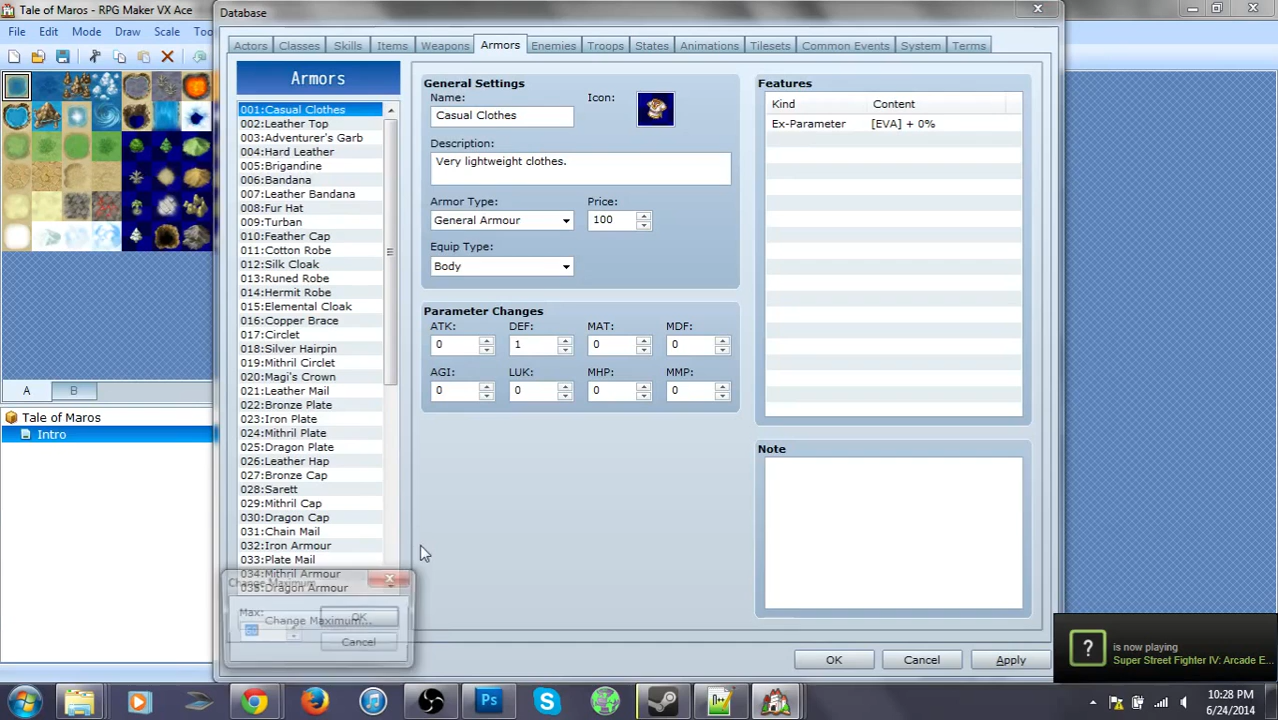 Tale of Maros - RPG Maker VX Ace
File Edit Mode Draw Scale Too
A B
Tale of Maros
Intro
Database
Actors Classes Skills Items Weapons Armors Enemies Troops States Animations Tilesets Common Events System Terms
Armors
001:Casual Clothes
002:Leather Top
003:Adventurer's Garb
004:Hard Leather
005:Brigandine
006:Bandana
007:Leather Bandana
008:Fur Hat
009:Turban
010:Feather Cap
011:Cotton Robe
012:Silk Cloak
013:Runed Robe
014:Hermit Robe
015:Elemental Cloak
016:Copper Brace
017:Circlet
018:Silver Hairpin
019:Mithril Circlet
020:Magi's Crown
021:Leather Mail
022:Bronze Plate
023:Iron Plate
024:Mithril Plate
025:Dragon Plate
026:Leather Hap
027:Bronze Cap
028:Sarett
029:Mithril Cap
030:Dragon Cap
031:Chain Mail
032:Iron Armour
033:Plate Mail
034:Mithril Armour
035:Dragon Armour
Change Maximum...
Change Maximum
Max:
OK
Cancel
General Settings
Name: Icon:
Casual Clothes
Description:
Very lightweight clothes.
Armor Type: Price:
General Armour 100
Equip Type:
Body
Parameter Changes
ATK: DEF: MAT: MDF:
0 1 0 0
AGI: LUK: MHP: MMP:
0 0 0 0
Features
Kind Content
Ex-Parameter [EVA] + 0%
Note
OK Cancel Apply
is now playing
Super Street Fighter IV: Arcade E...
10:28 PM
6/24/2014